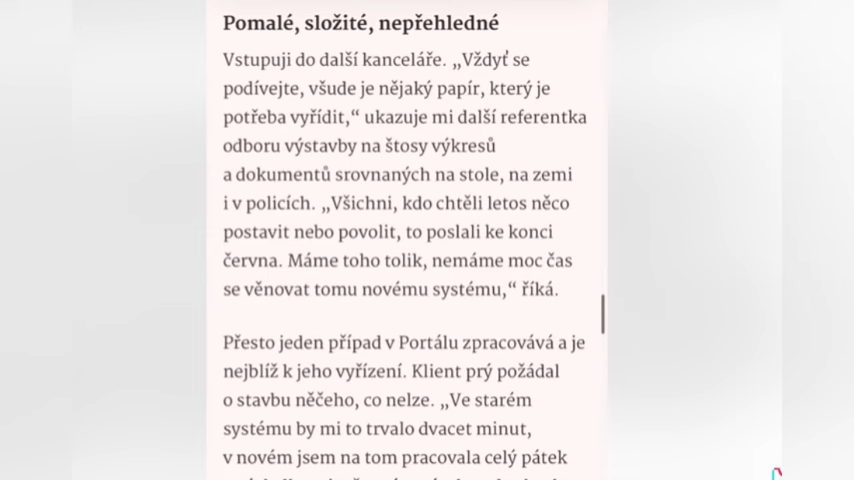 Pomalé, složité, nepřehledné
Vstupuji do další kanceláře. „Vždyť se
podívejte, všude je nějaký papír, který je
potřeba vyřídit,“ ukazuje mi další referentka
odboru výstavby na štosy výkresů
a dokumentů srovnaných na stole, na zemi
i v policích. „Všichni, kdo chtěli letos něco
postavit nebo povolit, to poslali ke konci
června. Máme toho tolik, nemáme moc čas
se věnovat tomu novému systému,“ říká.
Přesto jeden případ v Portálu zpracovává a je
nejblíž k jeho vyřízení. Klient prý požádal
o stavbu něčeho, co nelze. „Ve starém
systému by mi to trvalo dvacet minut,
v novém jsem na tom pracovala celý pátek